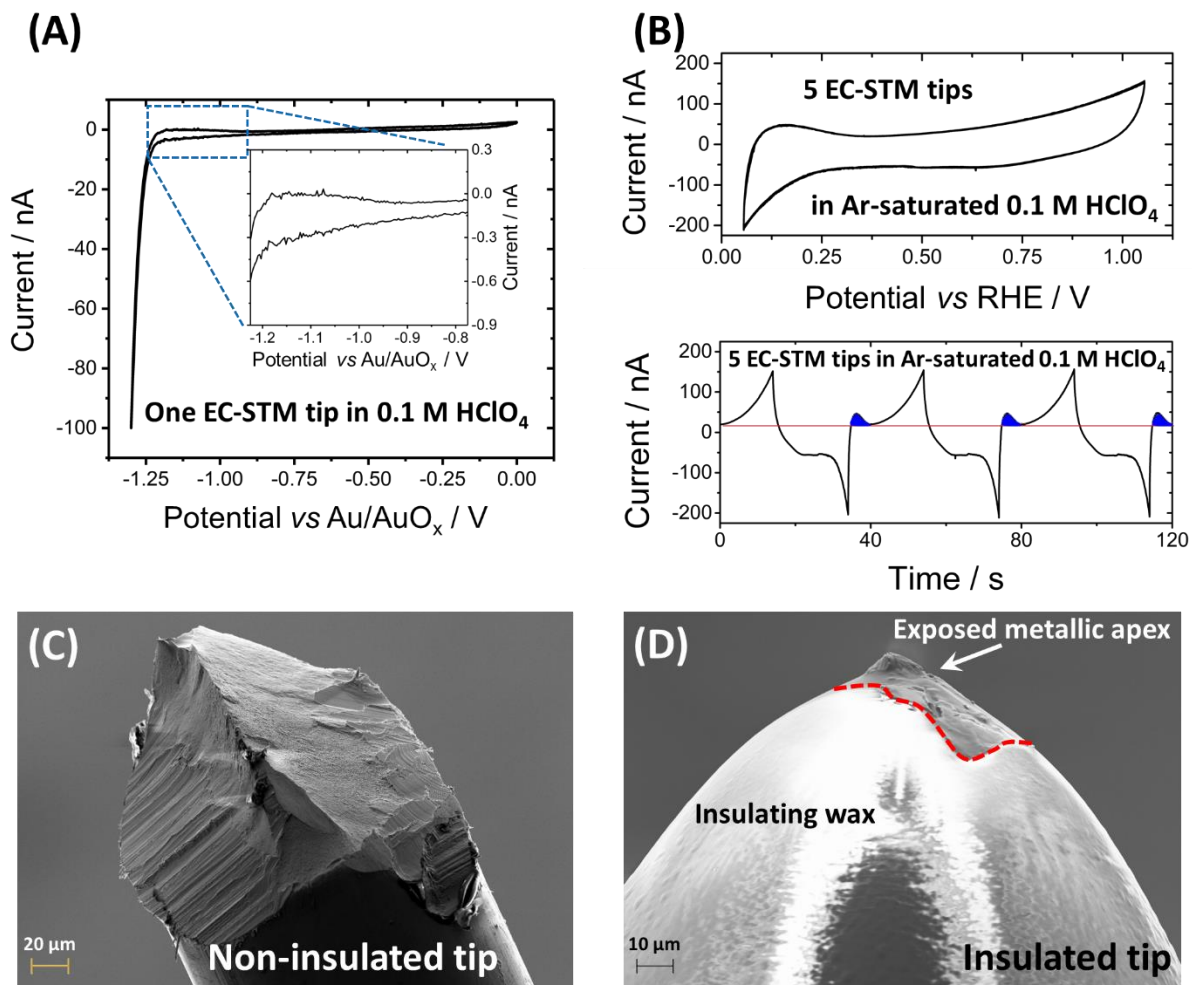 (A)
Current / nA
0
-20
-40
-60
-80
-100
-1.25 -1.00 -0.75 -0.50 -0.25 0.00
Potential vs Au/AuOₓ / V
One EC-STM tip in 0.1 M HClO₄
0.3
0.0
-0.3
-0.6
-0.9
Current / nA
-1.2 -1.1 -1.0 -0.9 -0.8
Potential vs Au/AuOₓ / V
(B)
Current / nA
200
100
0
-100
-200
5 EC-STM tips
in Ar-saturated 0.1 M HClO₄
0.00 0.25 0.50 0.75 1.00
Potential vs RHE / V
Current / nA
200
100
0
-100
-200
5 EC-STM tips in Ar-saturated 0.1 M HClO₄
0 40 80 120
Time / s
(C)
20 µm
Non-insulated tip
(D)
Exposed metallic apex
Insulating wax
10 µm
Insulated tip